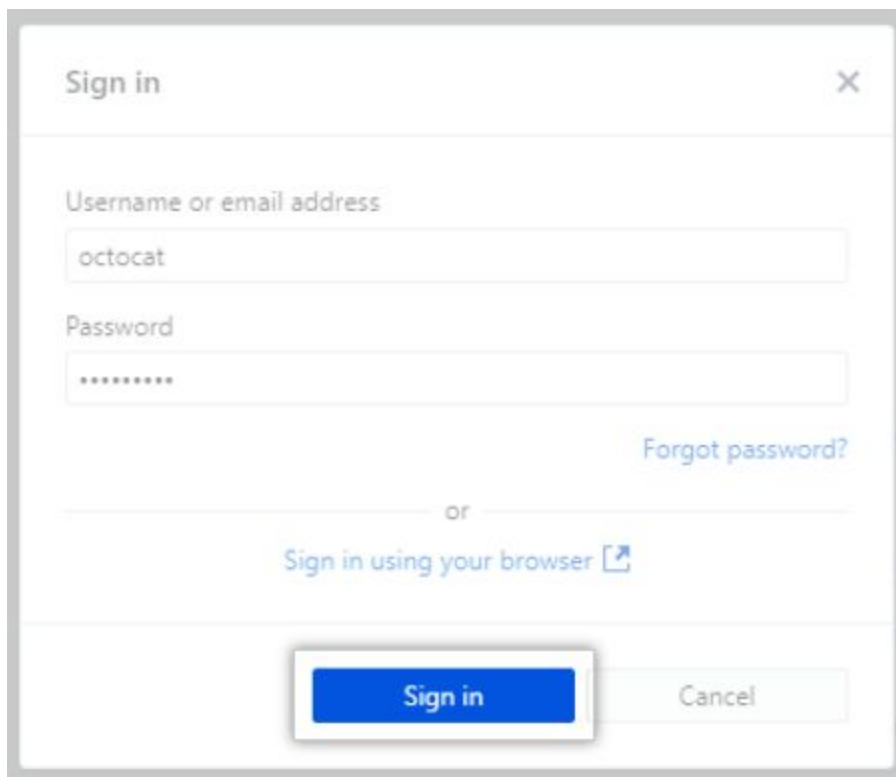 Sign in
Username or email address
octocat
Password
•••••••••
Forgot password?
or
Sign in using your browser
Sign in
Cancel